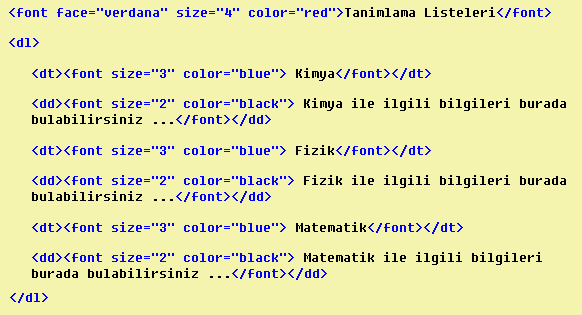 <font face="verdana" size="4" color="red">Tanimlama Listeleri</font>
<dl>
<dt><font size="3" color="blue"> Kimya</font></dt>
<dd><font size="2" color="black"> Kimya ile ilgili bilgileri burada
bulabilirsiniz ...</font></dd>
<dt><font size="3" color="blue"> Fizik</font></dt>
<dd><font size="2" color="black"> Fizik ile ilgili bilgileri burada
bulabilirsiniz ...</font></dd>
<dt><font size="3" color="blue"> Matematik</font></dt>
<dd><font size="2" color="black"> Matematik ile ilgili bilgileri
burada bulabilirsiniz ...</font></dd>
</dl>